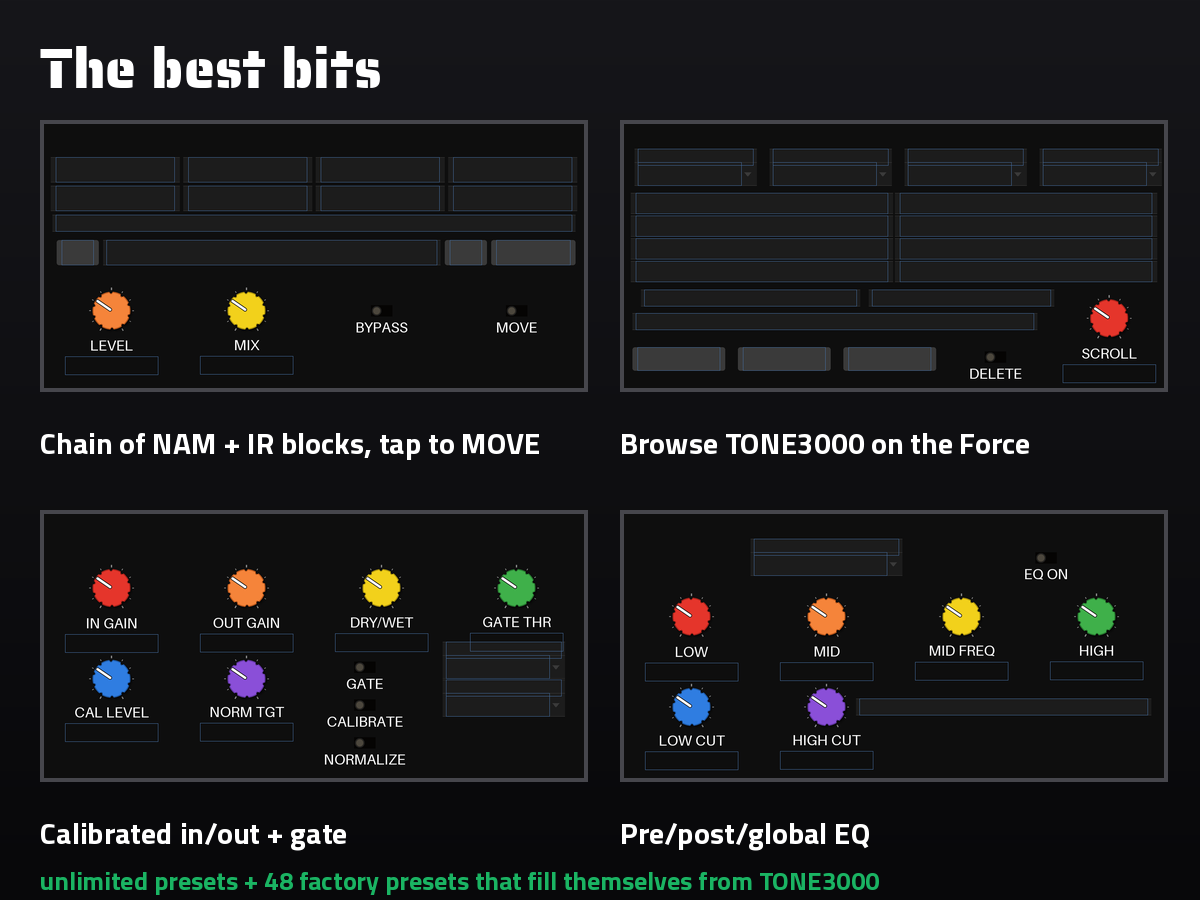 The best bits
LEVEL
MIX
BYPASS
MOVE
SCROLL
DELETE
Chain of NAM + IR blocks, tap to MOVE
Browse TONE3000 on the Force
IN GAIN
OUT GAIN
DRY/WET
GATE THR
CAL LEVEL
NORM TGT
GATE
CALIBRATE
NORMALIZE
EQ ON
LOW
MID
MID FREQ
HIGH
LOW CUT
HIGH CUT
Calibrated in/out + gate
Pre/post/global EQ
unlimited presets + 48 factory presets that fill themselves from TONE3000